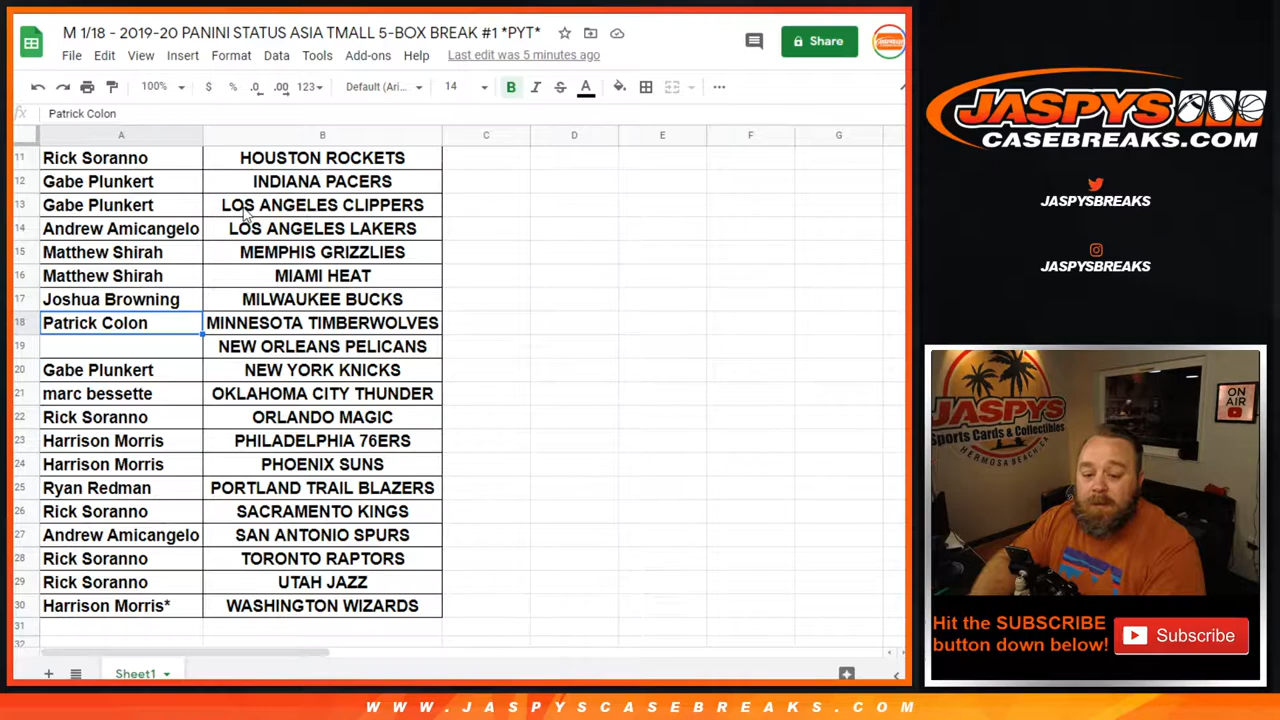 M 1/18 - 2019-20 PANINI STATUS ASIA TMALL 5-BOX BREAK #1 *PYT*
File Edit View Insert Format Data Tools Add-ons Help Last edit was 5 minutes ago
Share
100% $ % .0 .00 123 Default (Ari... 14 B I S A
fx Patrick Colon
A B C D E F G
11 Rick Soranno HOUSTON ROCKETS
12 Gabe Plunkert INDIANA PACERS
13 Gabe Plunkert LOS ANGELES CLIPPERS
14 Andrew Amicangelo LOS ANGELES LAKERS
15 Matthew Shirah MEMPHIS GRIZZLIES
16 Matthew Shirah MIAMI HEAT
17 Joshua Browning MILWAUKEE BUCKS
18 Patrick Colon MINNESOTA TIMBERWOLVES
19 NEW ORLEANS PELICANS
20 Gabe Plunkert NEW YORK KNICKS
21 marc bessette OKLAHOMA CITY THUNDER
22 Rick Soranno ORLANDO MAGIC
23 Harrison Morris PHILADELPHIA 76ERS
24 Harrison Morris PHOENIX SUNS
25 Ryan Redman PORTLAND TRAIL BLAZERS
26 Rick Soranno SACRAMENTO KINGS
27 Andrew Amicangelo SAN ANTONIO SPURS
28 Rick Soranno TORONTO RAPTORS
29 Rick Soranno UTAH JAZZ
30 Harrison Morris* WASHINGTON WIZARDS
31
32
Sheet1
JASPYS
CASEBREAKS.COM
JASPYSBREAKS
JASPYSBREAKS
JASPYS
Sports Cards & Collectibles
HERMOSA BEACH, CA
ON AIR
Hit the SUBSCRIBE
button down below!
Subscribe
WWW.JASPYSCASEBREAKS.COM